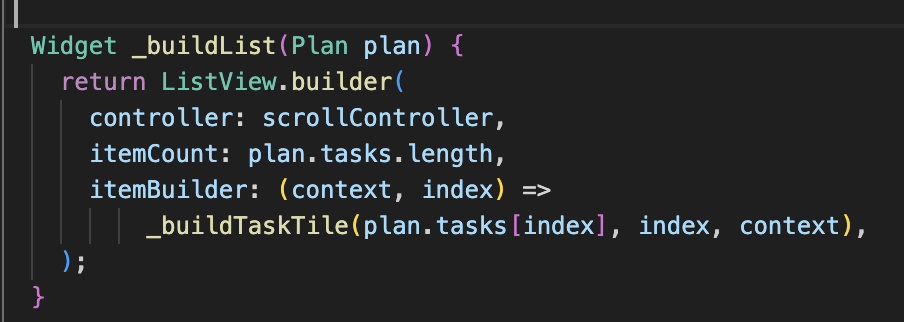 Widget _buildList(Plan plan) {
return ListView.builder(
controller: scrollController,
itemCount: plan.tasks.length,
itemBuilder: (context, index) =>
_buildTaskTile(plan.tasks[index], index, context),
);
}